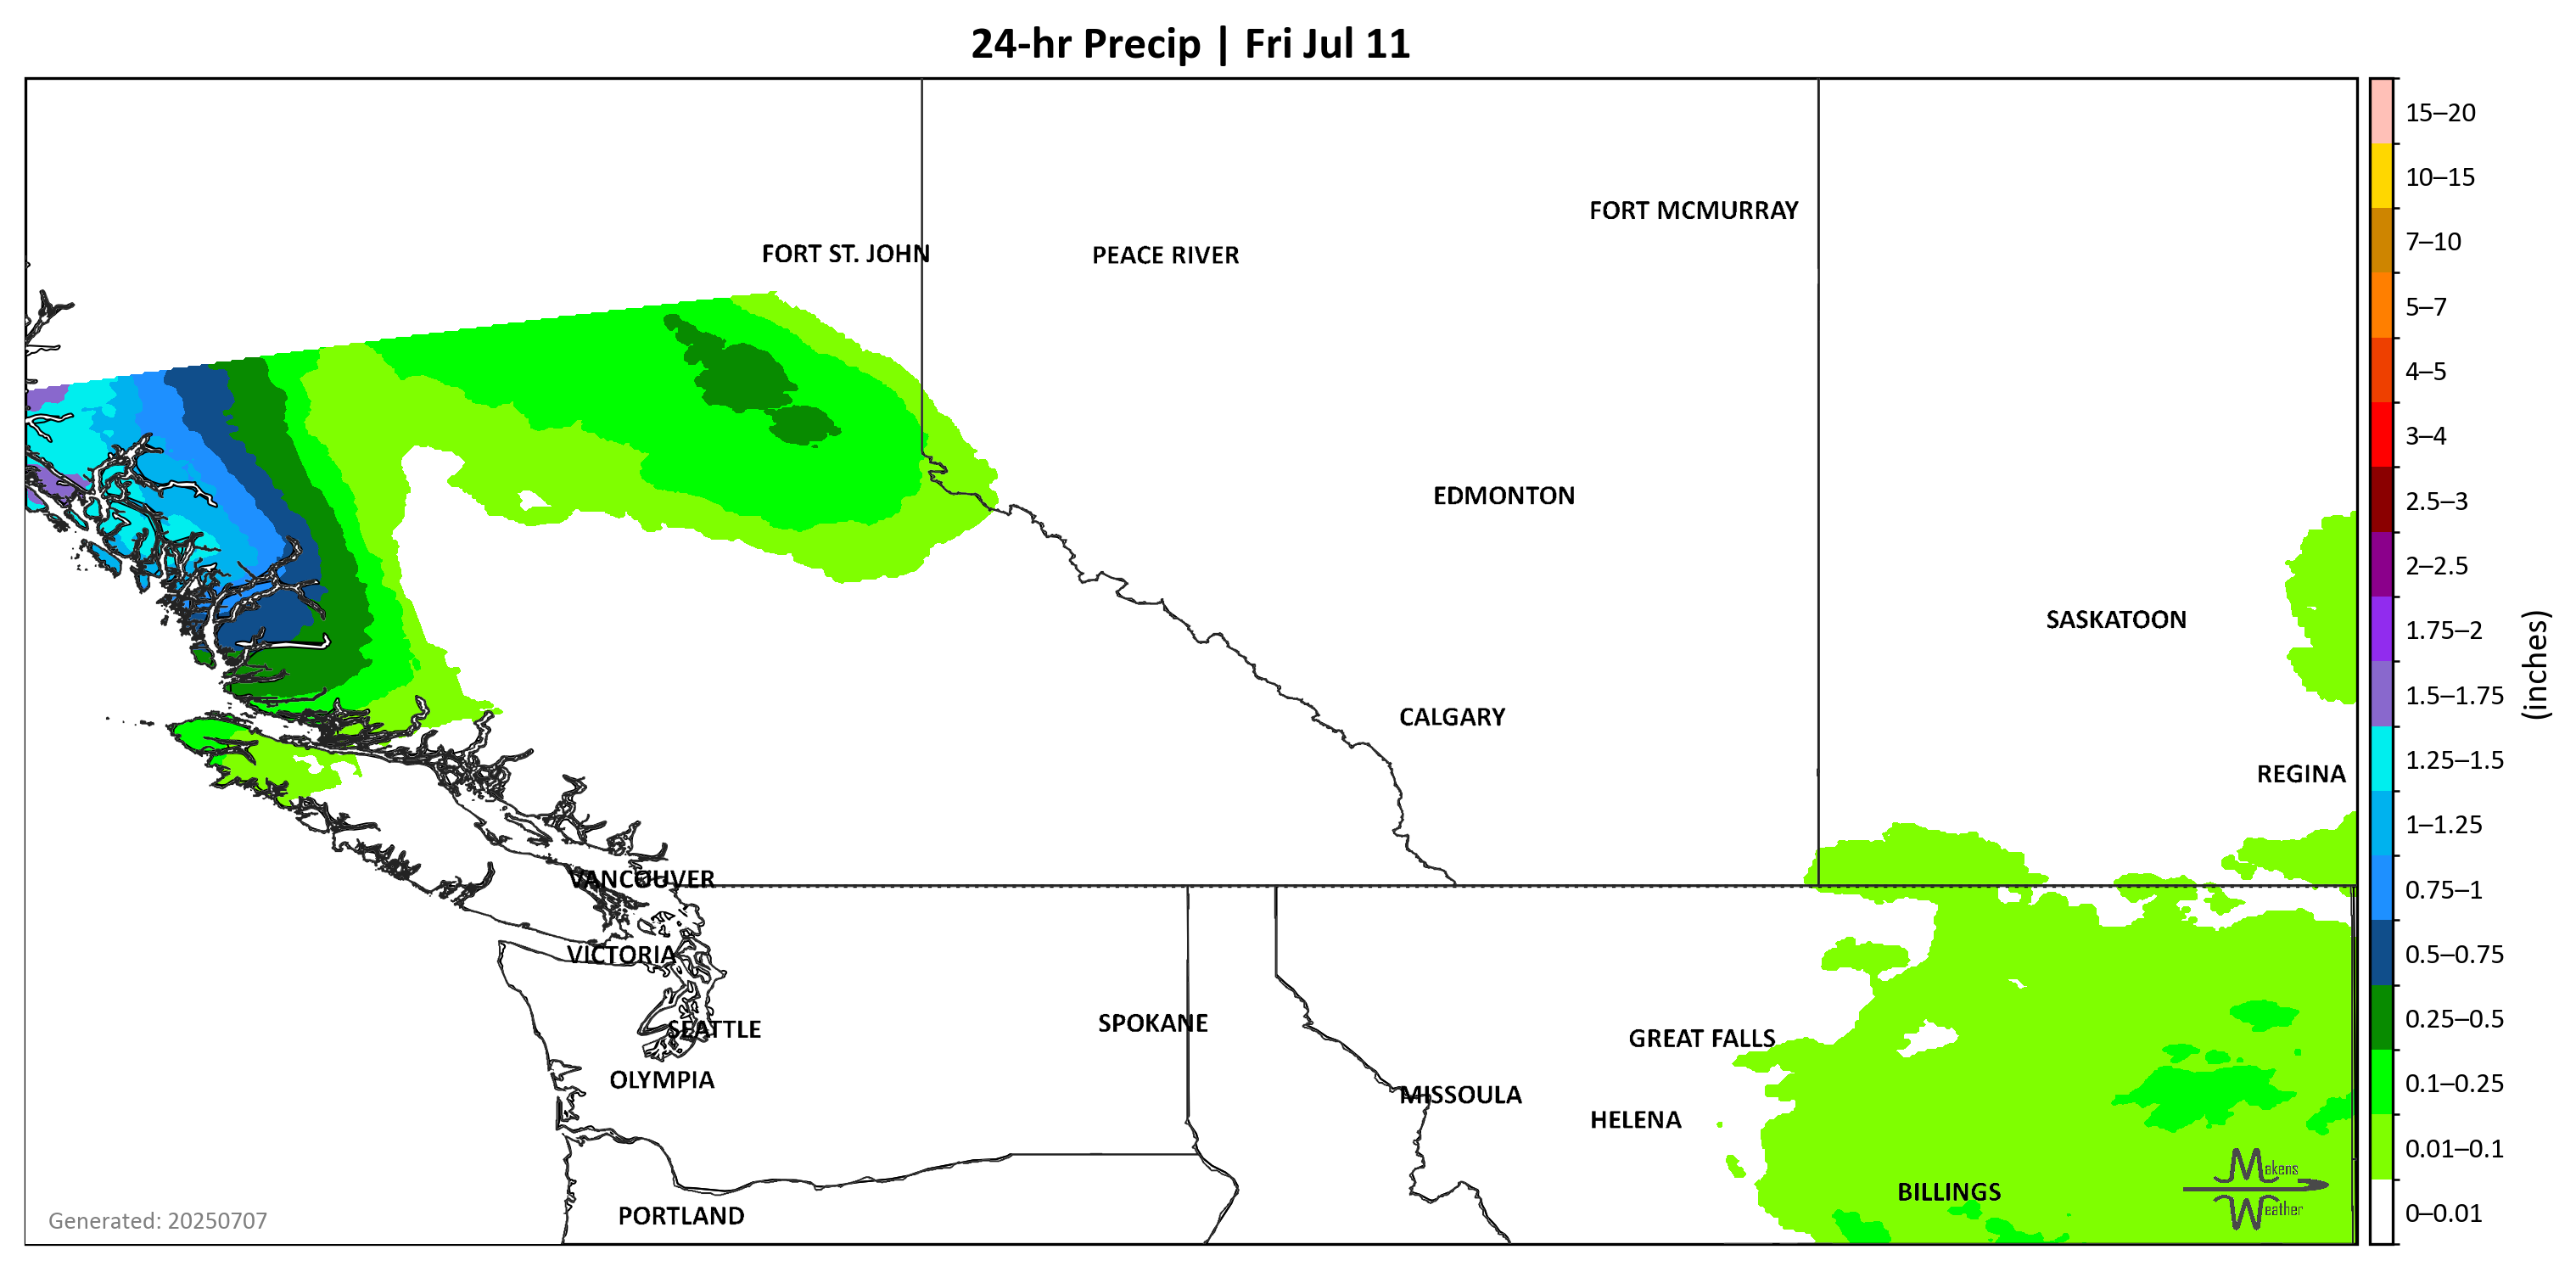 24-hr Precip | Fri Jul 11
FORT MCMURRAY
FORT ST. JOHN
PEACE RIVER
EDMONTON
SASKATOON
CALGARY
REGINA
VANCOUVER
VICTORIA
SEATTLE
SPOKANE
GREAT FALLS
OLYMPIA
MISSOULA
HELENA
BILLINGS
PORTLAND
Makens
Weather
Generated: 20250707
15–20
10–15
7–10
5–7
4–5
3–4
2.5–3
2–2.5
1.75–2
1.5–1.75
1.25–1.5
1–1.25
0.75–1
0.5–0.75
0.25–0.5
0.1–0.25
0.01–0.1
0–0.01
(inches)